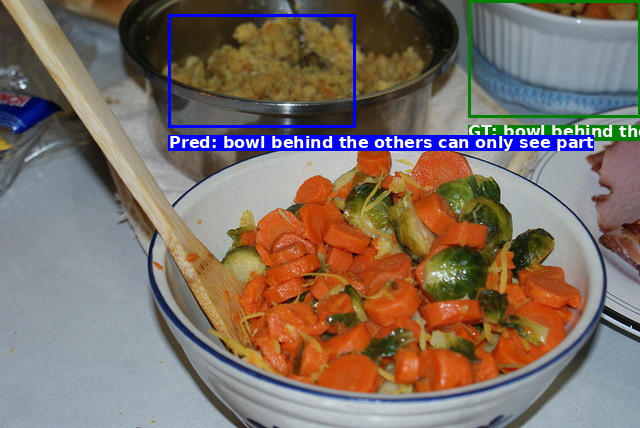 GT: bowl behind the
Pred: bowl behind the others can only see part